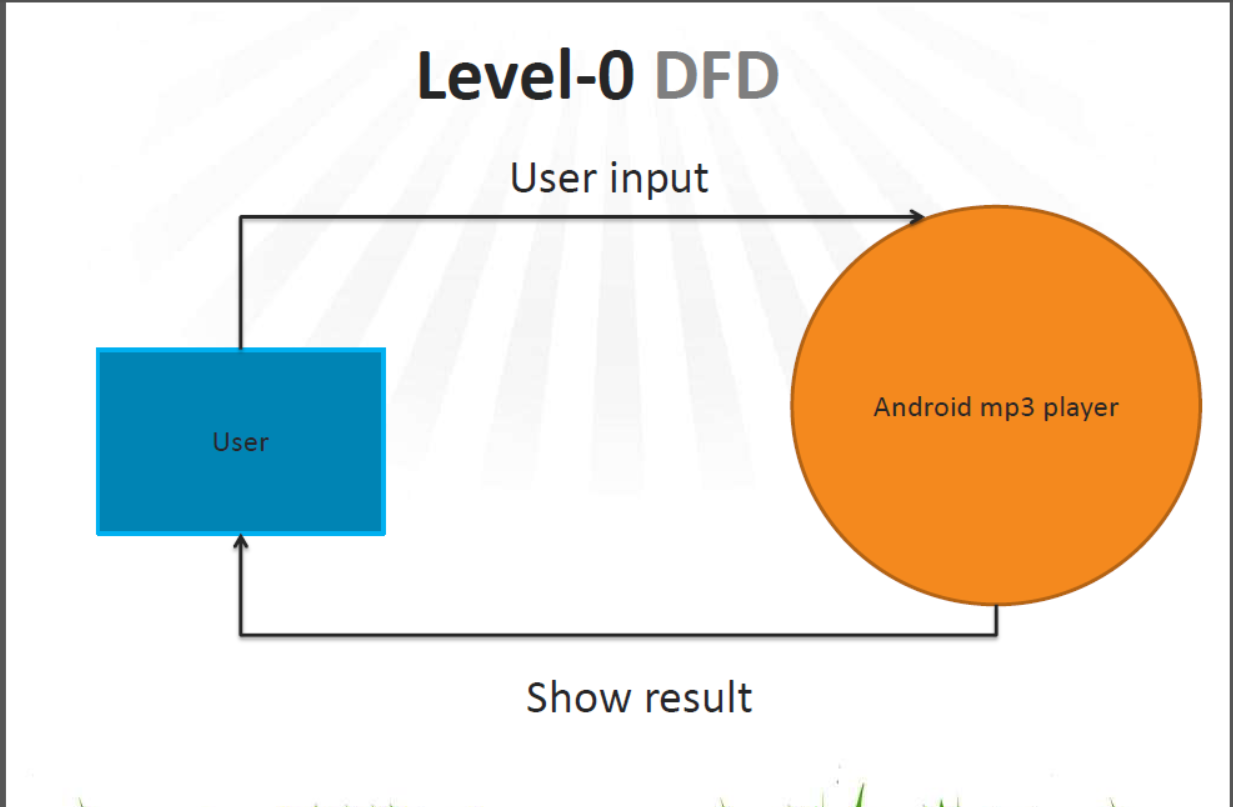 Level-0 DFD
User input
User
Android mp3 player
Show result